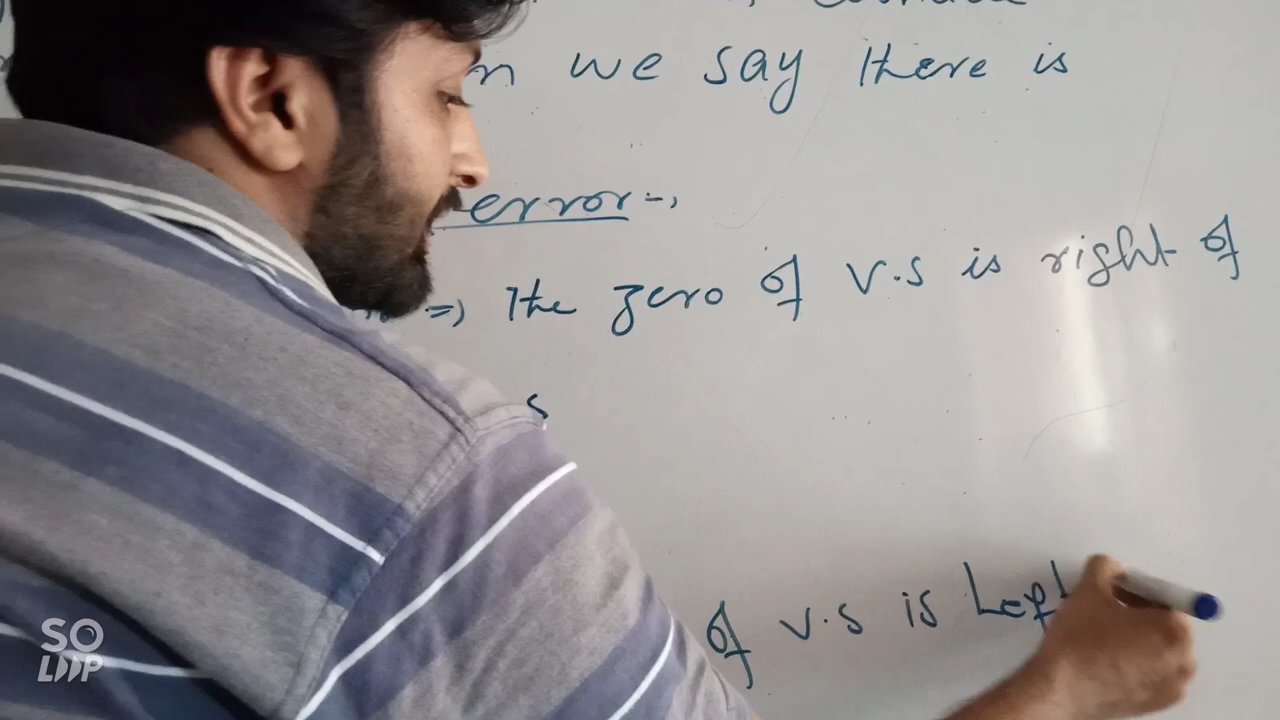 we say there is
error =>
=> The zero of V.S is right of
s
of V.S is Left
SO
LOOP